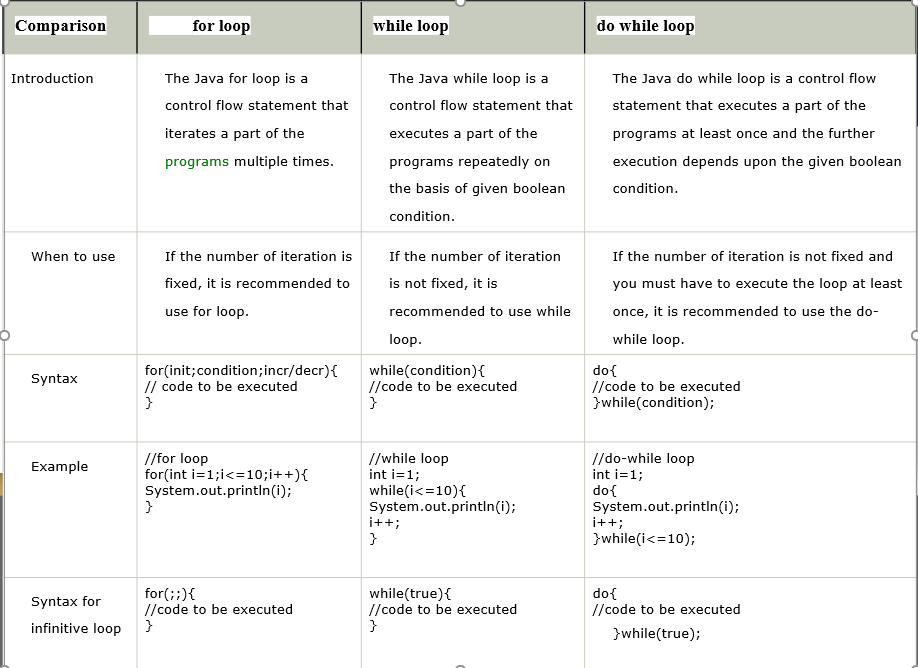 Comparison
for loop
while loop
do while loop
Introduction
The Java for loop is a
control flow statement that
iterates a part of the
programs multiple times.
The Java while loop is a
control flow statement that
executes a part of the
programs repeatedly on
the basis of given boolean
condition.
The Java do while loop is a control flow
statement that executes a part of the
programs at least once and the further
execution depends upon the given boolean
condition.
When to use
If the number of iteration is
fixed, it is recommended to
use for loop.
If the number of iteration
is not fixed, it is
recommended to use while
loop.
If the number of iteration is not fixed and
you must have to execute the loop at least
once, it is recommended to use the do-
while loop.
Syntax
for(init;condition;incr/decr){
// code to be executed
}
while(condition){
//code to be executed
}
do{
//code to be executed
}while(condition);
Example
//for loop
for(int i=1;i<=10;i++){
System.out.println(i);
}
//while loop
int i=1;
while(i<=10){
System.out.println(i);
i++;
}
//do-while loop
int i=1;
do{
System.out.println(i);
i++;
}while(i<=10);
Syntax for
infinitive loop
for(;;){
//code to be executed
}
while(true){
//code to be executed
}
do{
//code to be executed
}while(true);